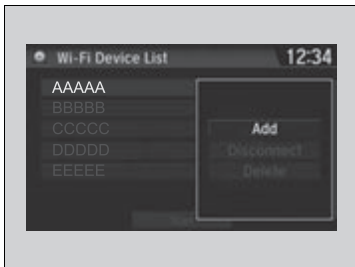 Wi-Fi Device List 12:34
AAAAA
BBBBB
CCCCC
DDDDD
EEEEE
Add
Disconnect
Delete